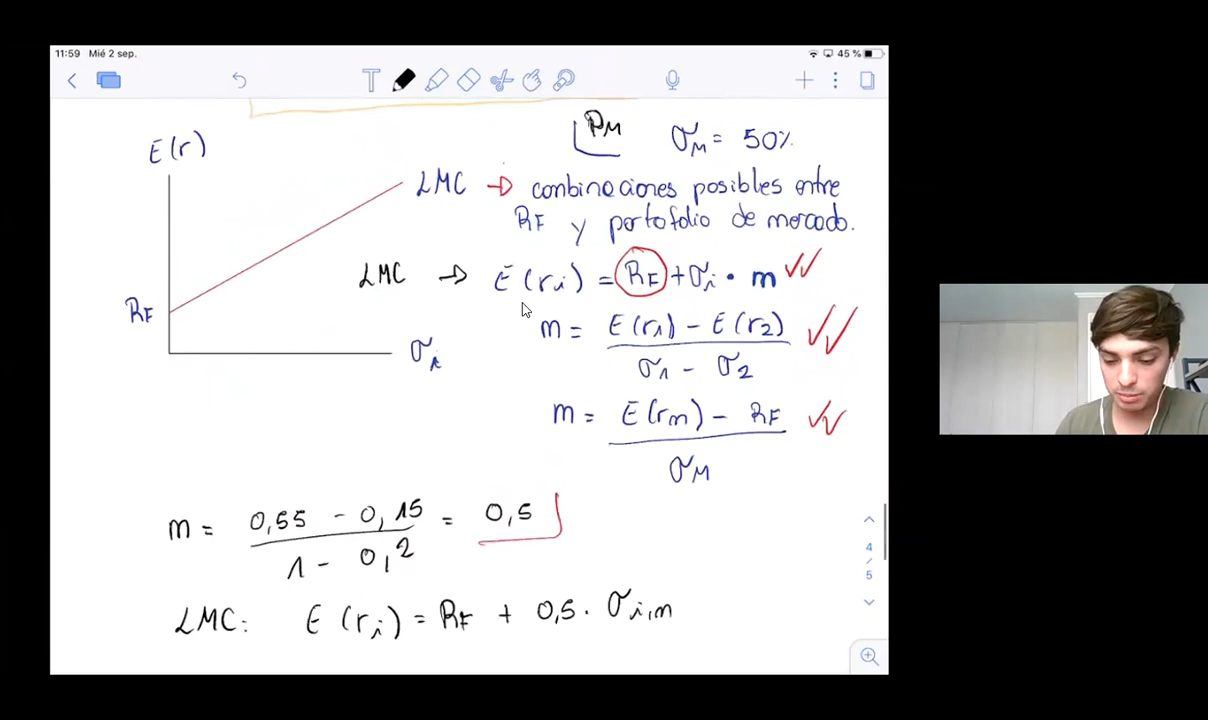 11:59 Mié 2 sep.
45 %
T
PM σM = 50%
E(r)
LMC → combinaciones posibles entre
RF y portafolio de mercado.
LMC → E(ri) = RF + σi · m
RF
m = E(r1) - E(r2) / σ1 - σ2
σi
m = E(rm) - RF / σM
m = 0,55 - 0,15 / 1 - 0,2 = 0,5
4
/
5
LMC: E(ri) = RF + 0,5 · σi,m